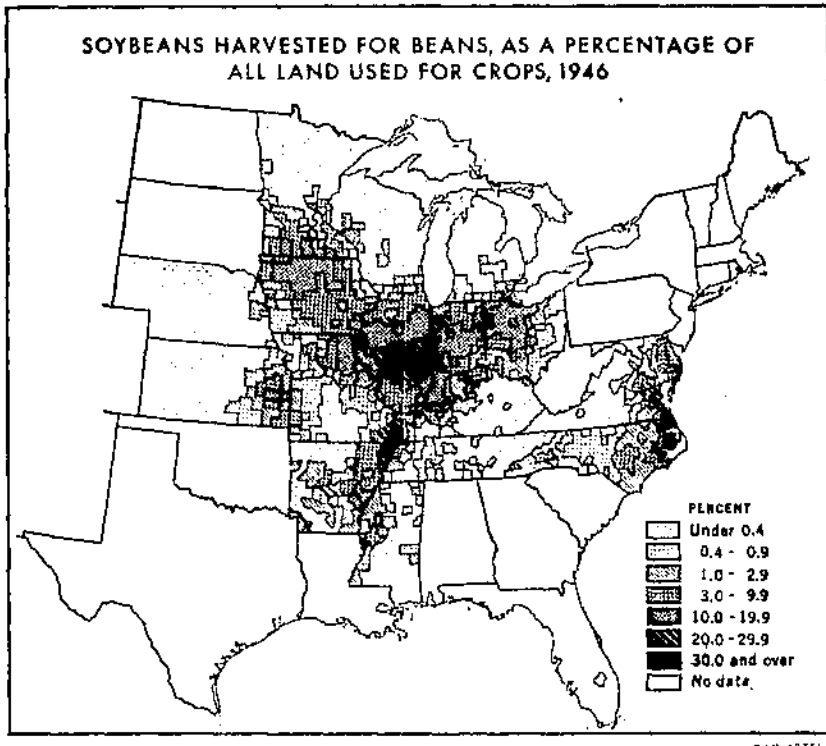 SOYBEANS HARVESTED FOR BEANS, AS A PERCENTAGE OF
ALL LAND USED FOR CROPS, 1946
PERCENT
Under 0.4
0.4 - 0.9
1.0 - 2.9
3.0 - 9.9
10.0 - 19.9
20.0 - 29.9
30.0 and over
No data